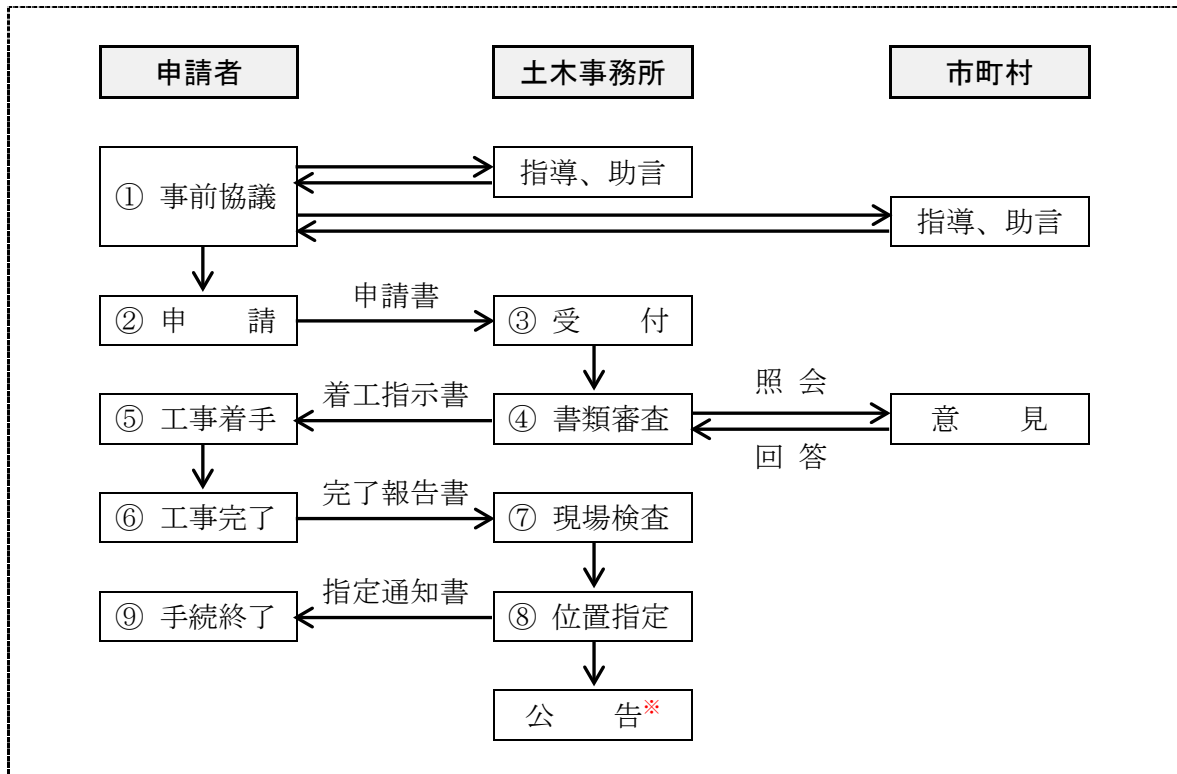 申請者 土木事務所 市町村
指導、助言
① 事前協議
指導、助言
申請書
② 申　　請
③ 受　　付
着工指示書
照 会
⑤ 工事着手
④ 書類審査
意　　見
回 答
完了報告書
⑥ 工事完了
⑦ 現場検査
指定通知書
⑨ 手続終了
⑧ 位置指定
公　　告※